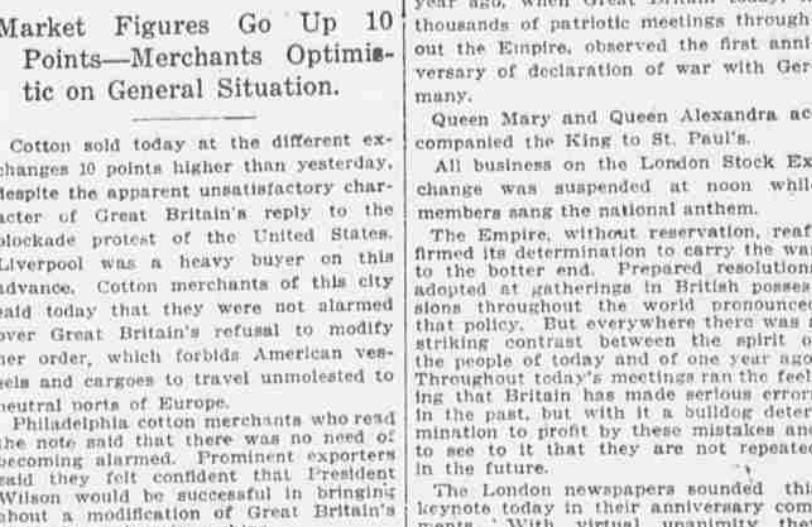 Market Figures Go Up 10
Points—Merchants Optimis-
tic on General Situation.
Cotton sold today at the different ex-
changes 10 points higher than yesterday,
despite the apparent unsatisfactory char-
acter of Great Britain's reply to the
blockade protest of the United States.
Liverpool was a heavy buyer on this
advance. Cotton merchants of this city
said today that they were not alarmed
over Great Britain's refusal to modify
her order, which forbids American ves-
sels and cargoes to travel unmolested to
neutral ports of Europe.
Philadelphia cotton merchants who read
the note said that there was no need of
becoming alarmed. Prominent exporters
said they felt confident that President
Wilson would be successful in bringing
about a modification of Great Britain's
year ago, when Great Britain today,
thousands of patriotic meetings through
out the Empire, observed the first anni
versary of declaration of war with Ger
many.
Queen Mary and Queen Alexandra ac
companied the King to St. Paul's.
All business on the London Stock Ex
change was suspended at noon while
members sang the national anthem.
The Empire, without reservation, reaf
firmed its determination to carry the war
to the botter end. Prepared resolution
adopted at gatherings in British posses
sions throughout the world pronounce
that policy. But everywhere there was
striking contrast between the spirit o
the people of today and of one year ago
Throughout today's meetings ran the feel
ing that Britain has made serious error
in the past, but with it a bulldog deter
mination to profit by these mistakes and
to see to it that they are not repeated
in the future.
The London newspapers sounded this
keynote today in their anniversary com
ments. With virtual unanimity the